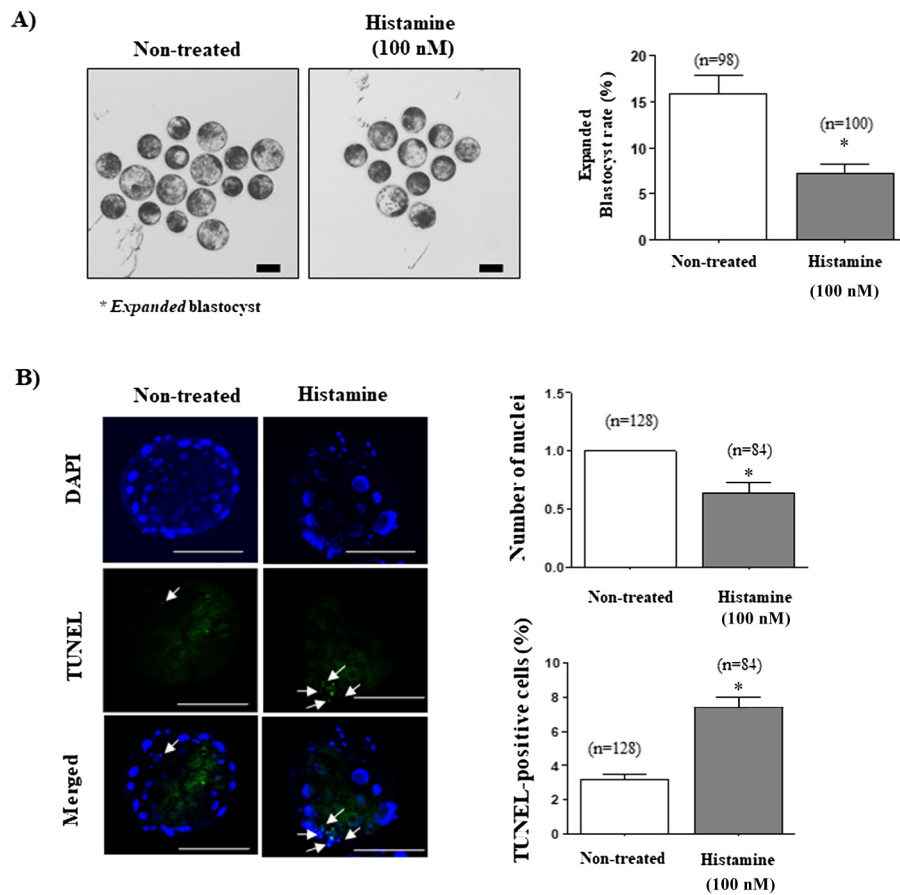 A)
Non-treated
Histamine
(100 nM)
* Expanded blastocyst
Expanded
Blastocyst rate (%)
20
15
10
5
0
(n=98)
(n=100)
*
Non-treated
Histamine
(100 nM)
B)
Non-treated
Histamine
DAPI
TUNEL
Merged
Number of nuclei
1.5
1.0
0.5
0.0
(n=128)
(n=84)
*
Non-treated
Histamine
(100 nM)
TUNEL-positive cells (%)
10
8
6
4
2
0
(n=128)
(n=84)
*
Non-treated
Histamine
(100 nM)